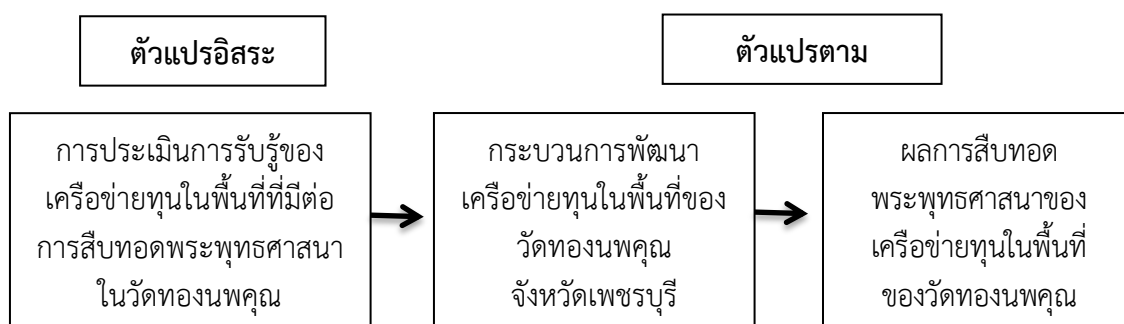 ตัวแปรอิสระ
ตัวแปรตาม
การประเมินการรับรู้ของ
เครือข่ายทุนในพื้นที่ที่มีต่อ
การสืบทอดพระพุทธศาสนา
ในวัดทองนพคุณ
กระบวนการพัฒนา
เครือข่ายทุนในพื้นที่ของ
วัดทองนพคุณ
จังหวัดเพชรบุรี
ผลการสืบทอด
พระพุทธศาสนาของ
เครือข่ายทุนในพื้นที่
ของวัดทองนพคุณ